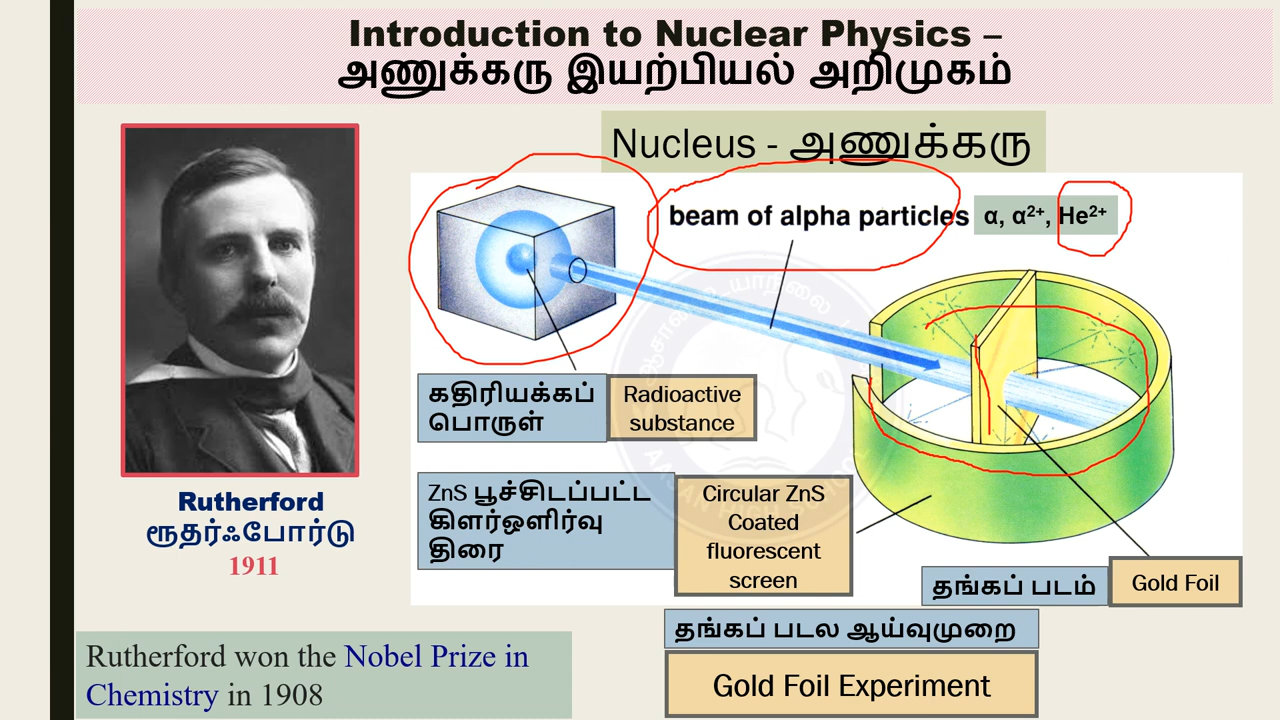 Introduction to Nuclear Physics –
அணுக்கரு இயற்பியல் அறிமுகம்
Nucleus - அணுக்கரு
beam of alpha particles
α, α²⁺, He²⁺
கதிரியக்கப்
பொருள்
Radioactive
substance
ZnS பூச்சிடப்பட்ட
கிளர்ஒளிர்வு
திரை
Circular ZnS
Coated
fluorescent
screen
தங்கப் படம்
Gold Foil
தங்கப் படல ஆய்வுமுறை
Gold Foil Experiment
Rutherford
ரூதர்ஃபோர்டு
1911
Rutherford won the Nobel Prize in
Chemistry in 1908